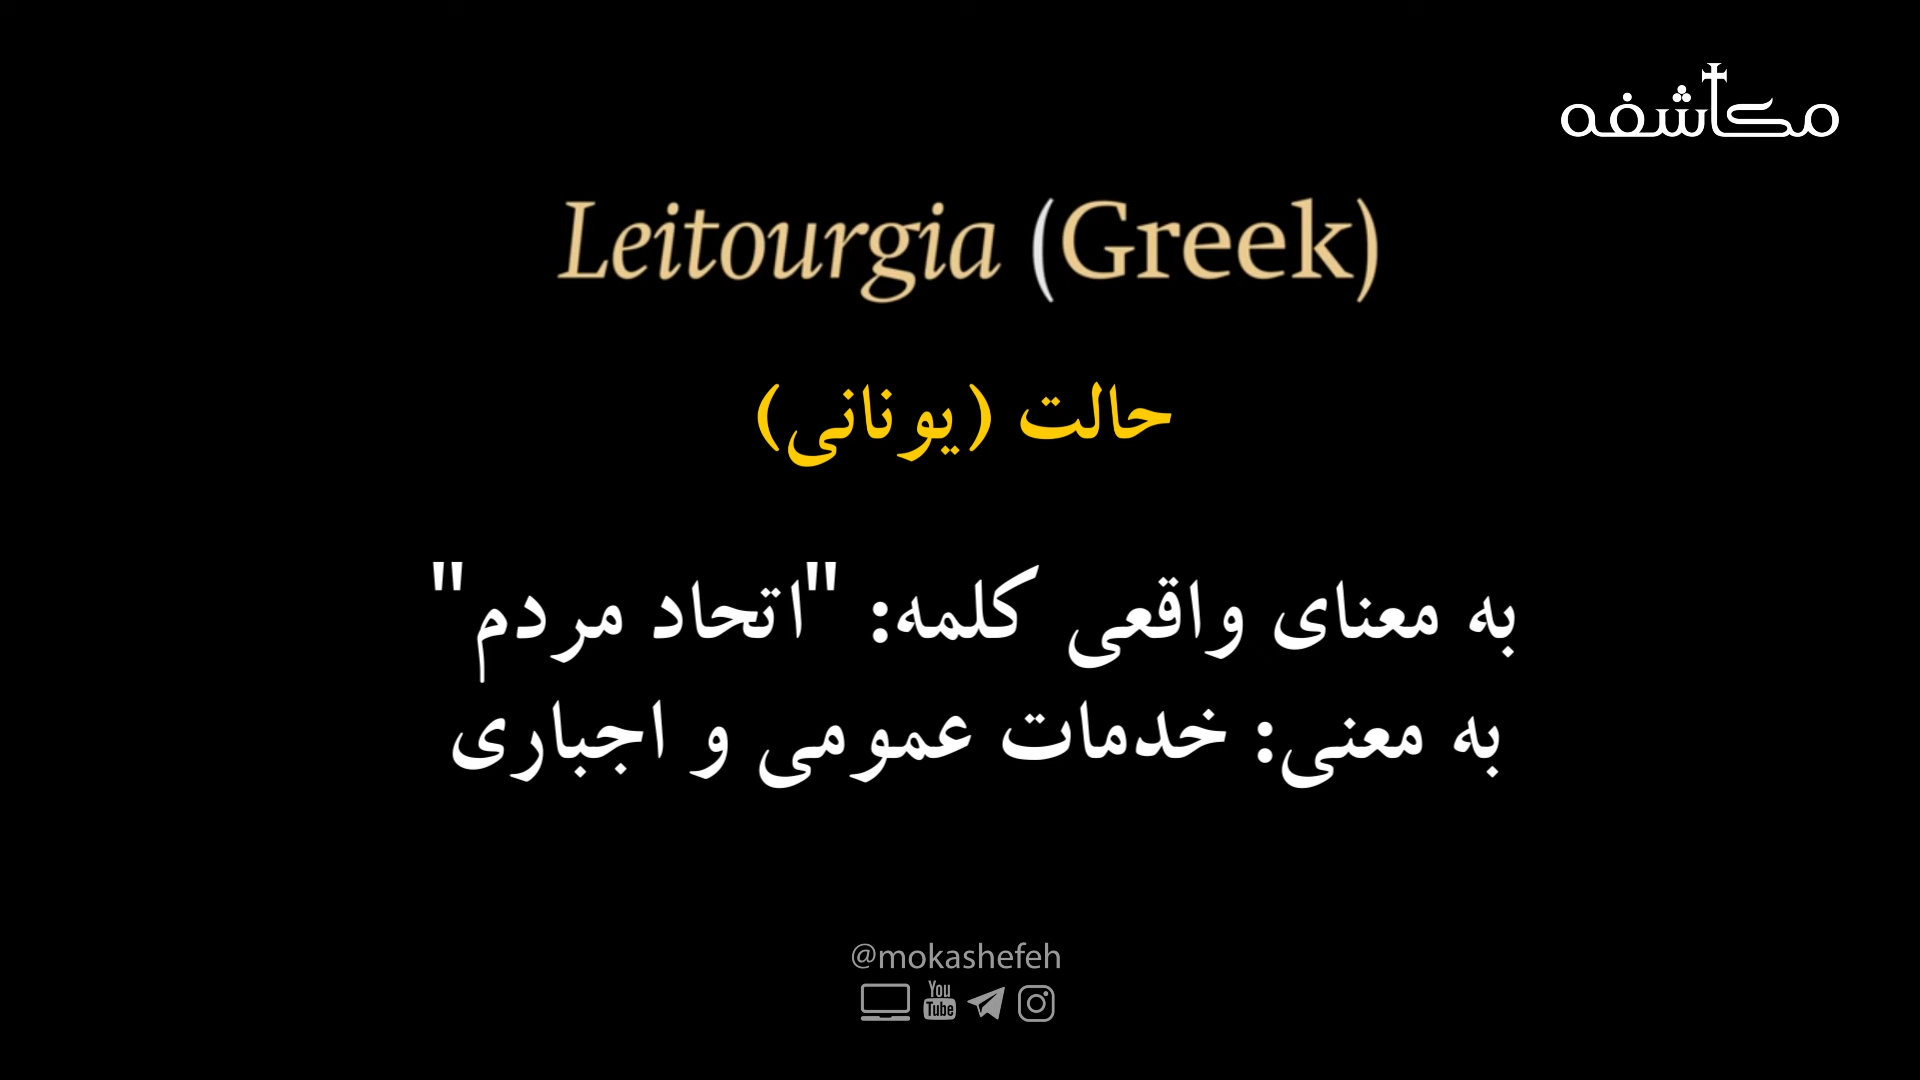 مکاشفه
Leitourgia (Greek)
حالت (یونانی)
به معنای واقعی کلمه: "اتحاد مردم"
به معنی: خدمات عمومی و اجباری
@mokashefeh
You Tube